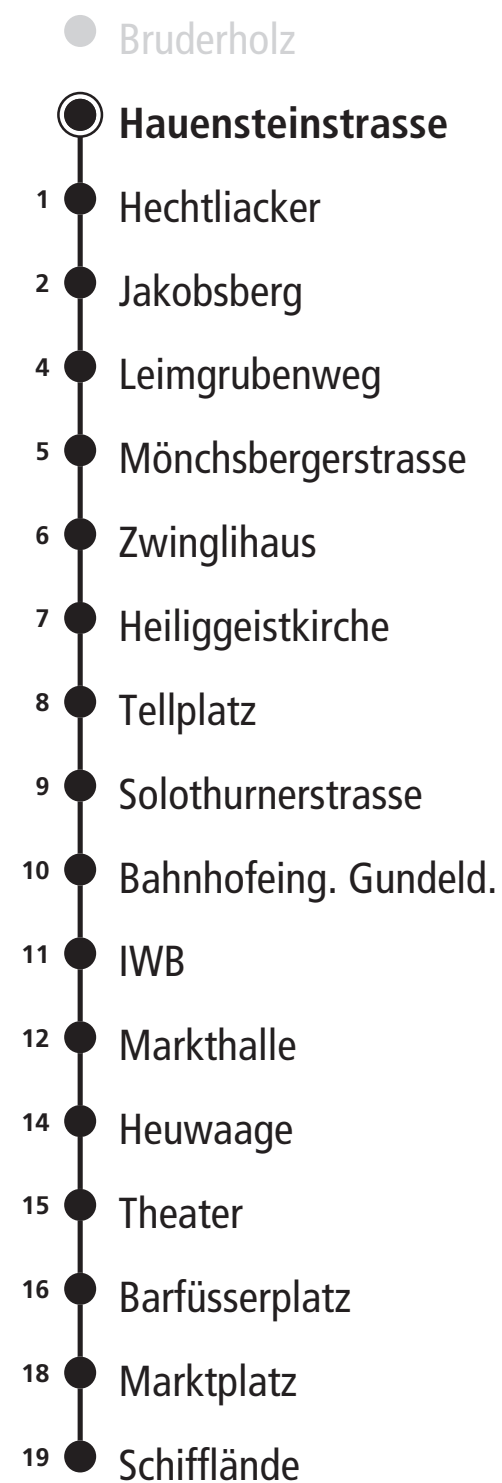 Bruderholz
Hauensteinstrasse
1 Hechtliacker
2 Jakobsberg
4 Leimgrubenweg
5 Mönchsbergerstrasse
6 Zwinglihaus
7 Heiliggeistkirche
8 Tellplatz
9 Solothurnerstrasse
10 Bahnhofeing. Gundeld.
11 IWB
12 Markthalle
14 Heuwaage
15 Theater
16 Barfüsserplatz
18 Marktplatz
19 Schifflände